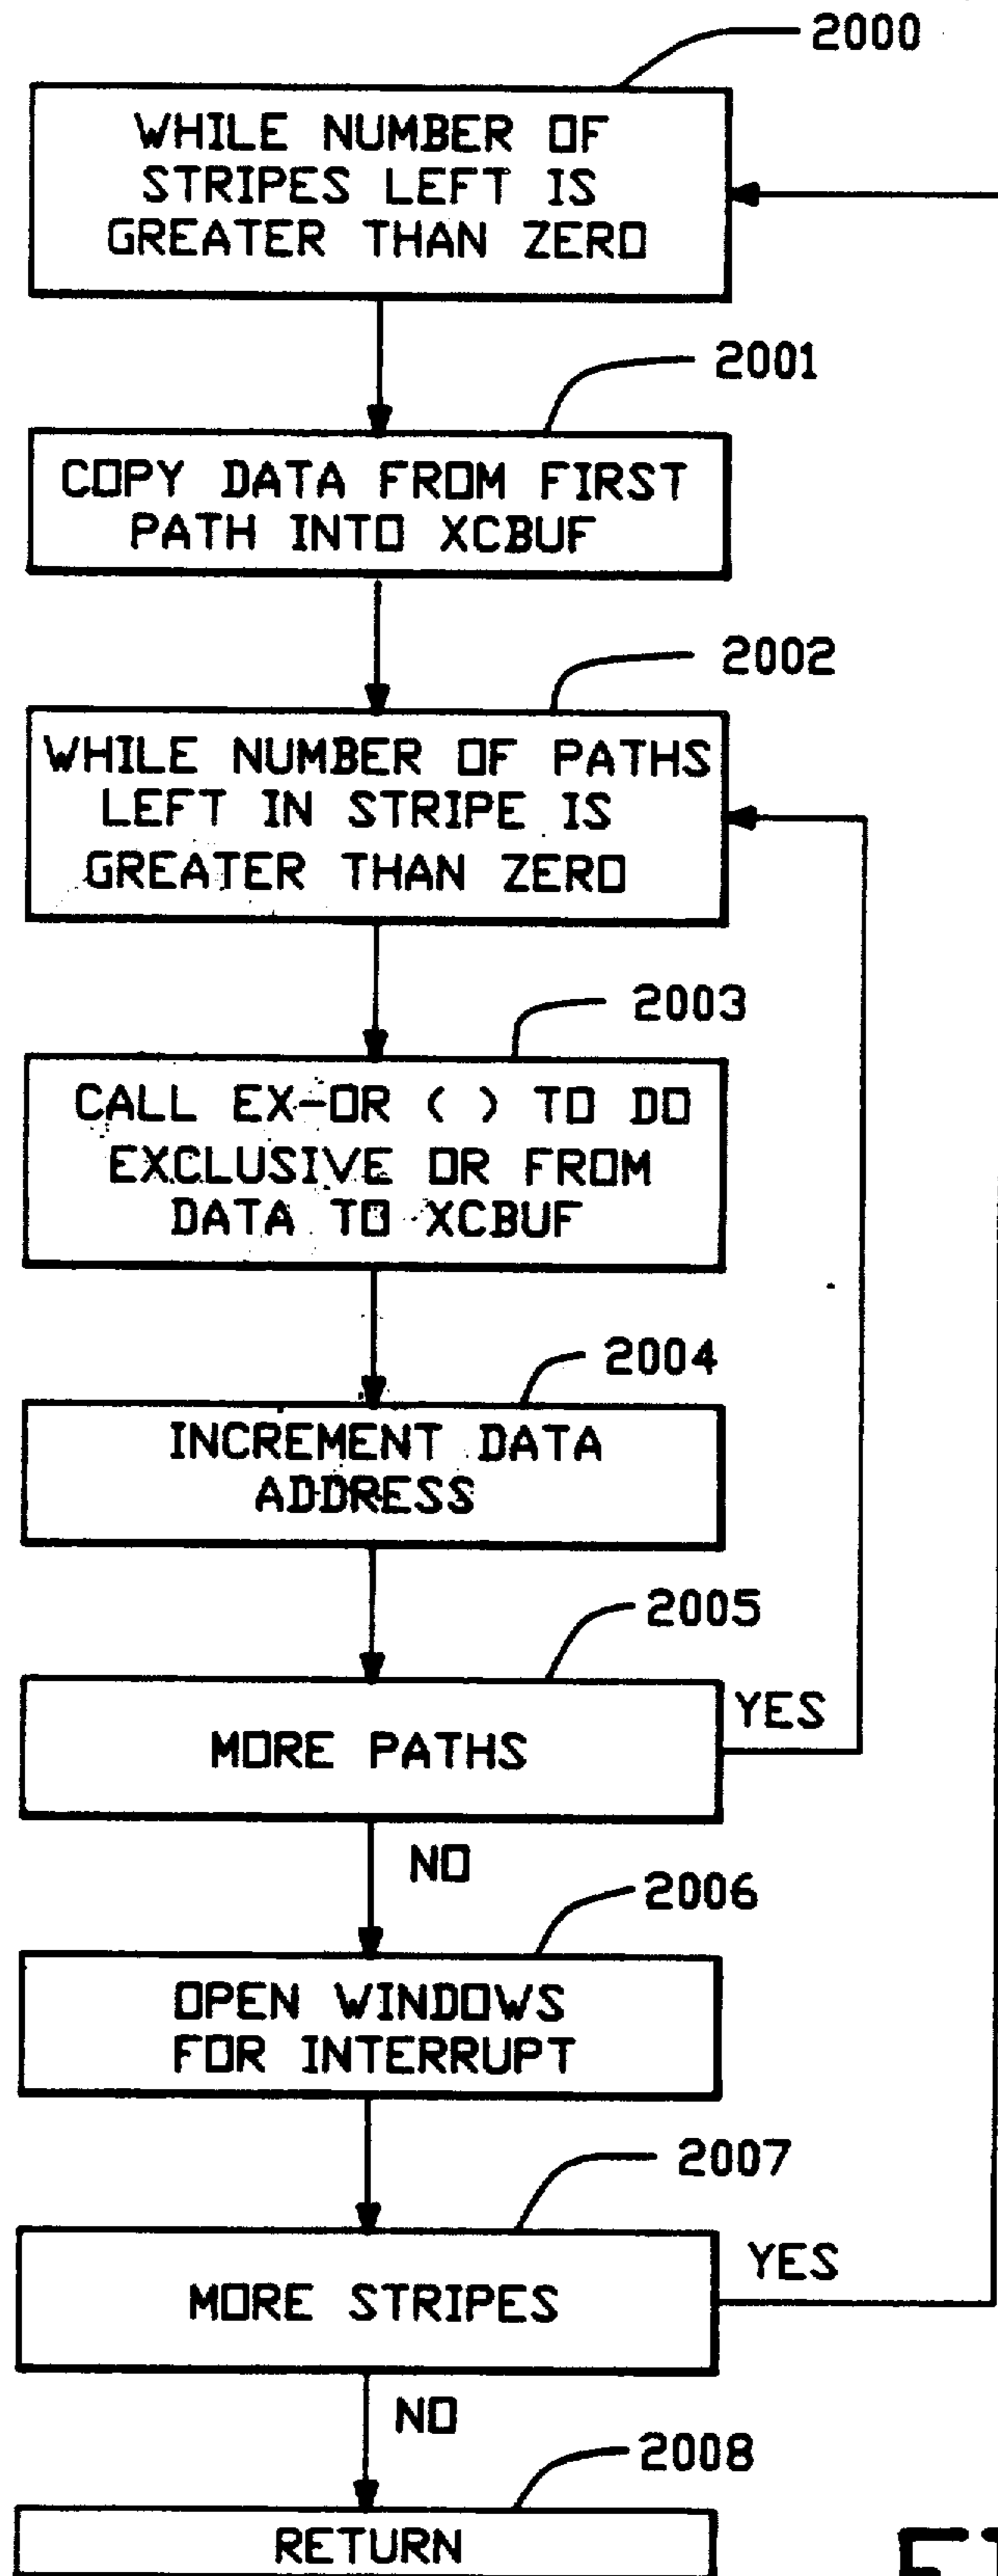 2000
WHILE NUMBER OF
STRIPES LEFT IS
GREATER THAN ZERO
2001
COPY DATA FROM FIRST
PATH INTO XCBUF
2002
WHILE NUMBER OF PATHS
LEFT IN STRIPE IS
GREATER THAN ZERO
2003
CALL EX-OR ( ) TO DO
EXCLUSIVE OR FROM
DATA TO XCBUF
2004
INCREMENT DATA
ADDRESS
2005
MORE PATHS
YES
NO
2006
OPEN WINDOWS
FOR INTERRUPT
2007
MORE STRIPES
YES
NO
2008
RETURN